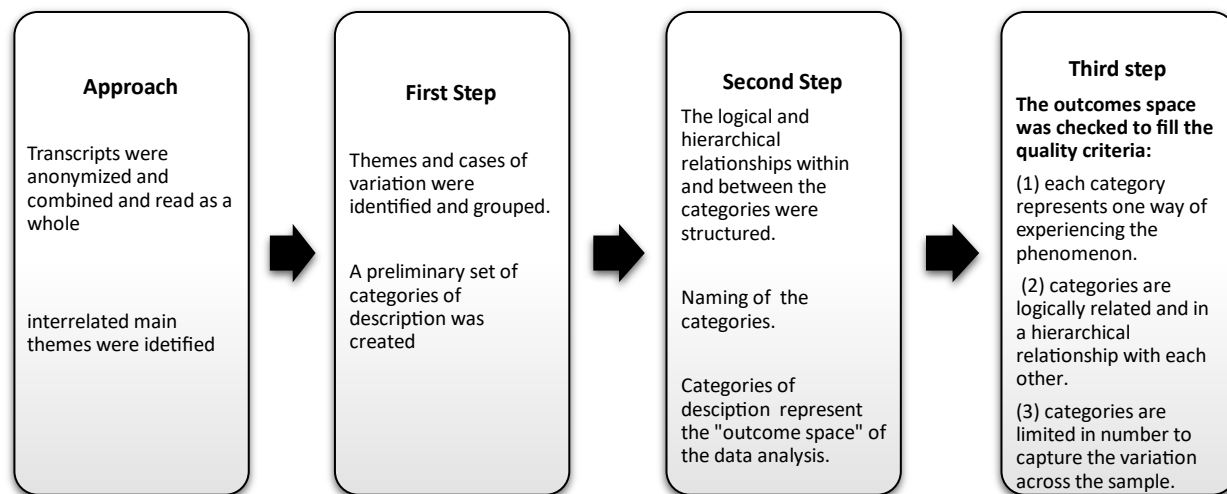 Approach
Transcripts were
anonymized and
combined and read as a
whole
interrelated main
themes were idetified
First Step
Themes and cases of
variation were
identified and grouped.
A preliminary set of
categories of
description was
created
Second Step
The logical and
hierarchical
relationships within
and between the
categories were
structured.
Naming of  the
categories.
Categories of
desciption  represent
the "outcome space" of
the data analysis.
Third step
The outcomes space
was checked to fill the
quality criteria:
(1) each category
represents one way of
experiencing the
phenomenon.
(2) categories are
logically related and in
a hierarchical
relationship with each
other.
(3) categories are
limited in number to
capture the variation
across the sample.